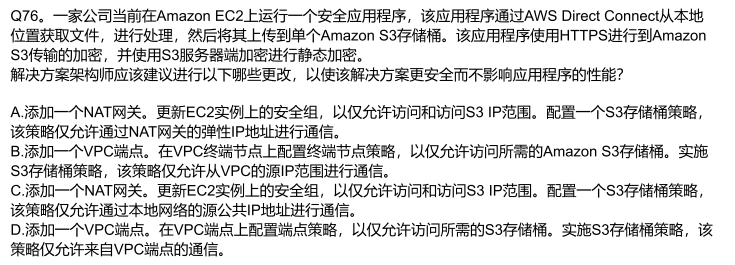 Q76。一家公司当前在Amazon EC2上运行一个安全应用程序，该应用程序通过AWS Direct Connect从本地
位置获取文件，进行处理，然后将其上传到单个Amazon S3存储桶。该应用程序使用HTTPS进行到Amazon
S3传输的加密，并使用S3服务器端加密进行静态加密。
解决方案架构师应该建议进行以下哪些更改，以使该解决方案更安全而不影响应用程序的性能？
A.添加一个NAT网关。更新EC2实例上的安全组，以仅允许访问和访问S3 IP范围。配置一个S3存储桶策略，
该策略仅允许通过NAT网关的弹性IP地址进行通信。
B.添加一个VPC端点。在VPC终端节点上配置终端节点策略，以仅允许访问所需的Amazon S3存储桶。实施
S3存储桶策略，该策略仅允许从VPC的源IP范围进行通信。
C.添加一个NAT网关。更新EC2实例上的安全组，以仅允许访问和访问S3 IP范围。配置一个S3存储桶策略，
该策略仅允许通过本地网络的源公共IP地址进行通信。
D.添加一个VPC端点。在VPC端点上配置端点策略，以仅允许访问所需的S3存储桶。实施S3存储桶策略，该
策略仅允许来自VPC端点的通信。